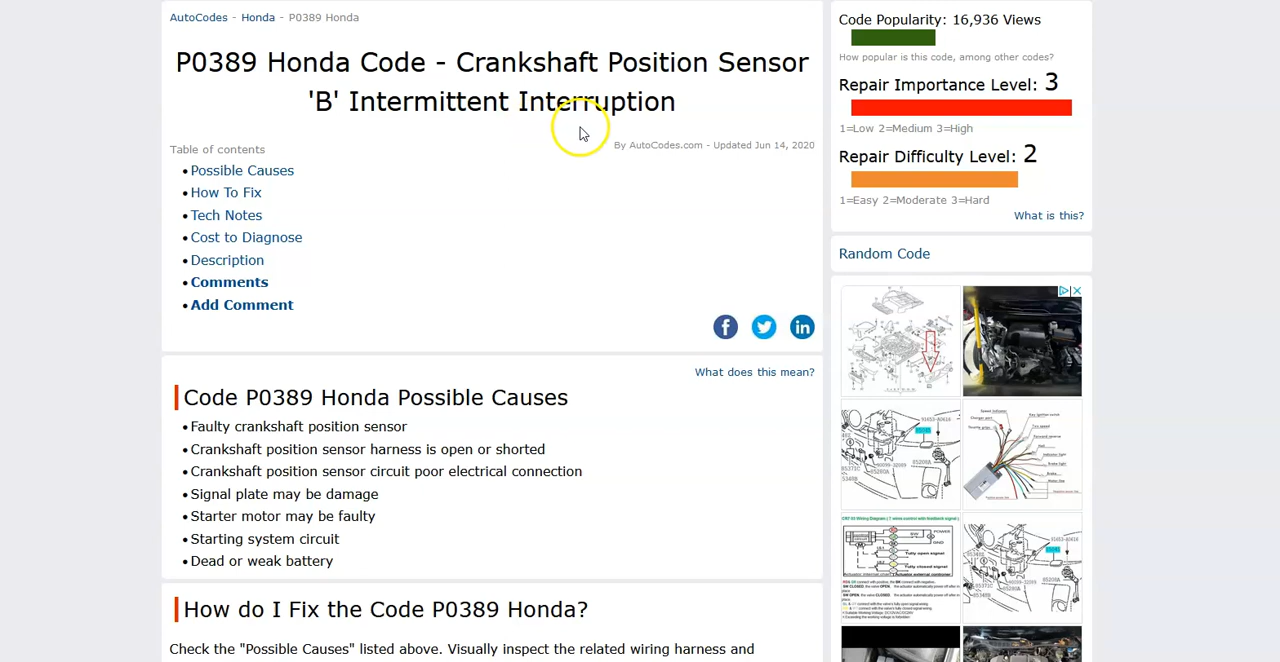 AutoCodes - Honda - P0389 Honda
P0389 Honda Code - Crankshaft Position Sensor
'B' Intermittent Interruption
By AutoCodes.com - Updated Jun 14, 2020
Table of contents
Possible Causes
How To Fix
Tech Notes
Cost to Diagnose
Description
Comments
Add Comment
What does this mean?
Code P0389 Honda Possible Causes
Faulty crankshaft position sensor
Crankshaft position sensor harness is open or shorted
Crankshaft position sensor circuit poor electrical connection
Signal plate may be damage
Starter motor may be faulty
Starting system circuit
Dead or weak battery
How do I Fix the Code P0389 Honda?
Check the "Possible Causes" listed above. Visually inspect the related wiring harness and
Code Popularity: 16,936 Views
How popular is this code, among other codes?
Repair Importance Level: 3
1=Low 2=Medium 3=High
Repair Difficulty Level: 2
1=Easy 2=Moderate 3=Hard
What is this?
Random Code